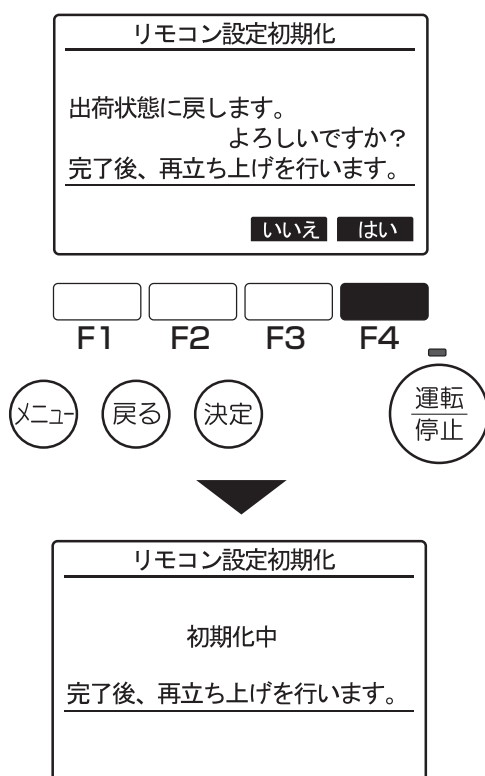 リモコン設定初期化
出荷状態に戻します。
よろしいですか？
完了後、再立ち上げを行います。
いいえ はい
F1 F2 F3 F4
メニュー 戻る 決定 運転
停止
リモコン設定初期化
初期化中
完了後、再立ち上げを行います。